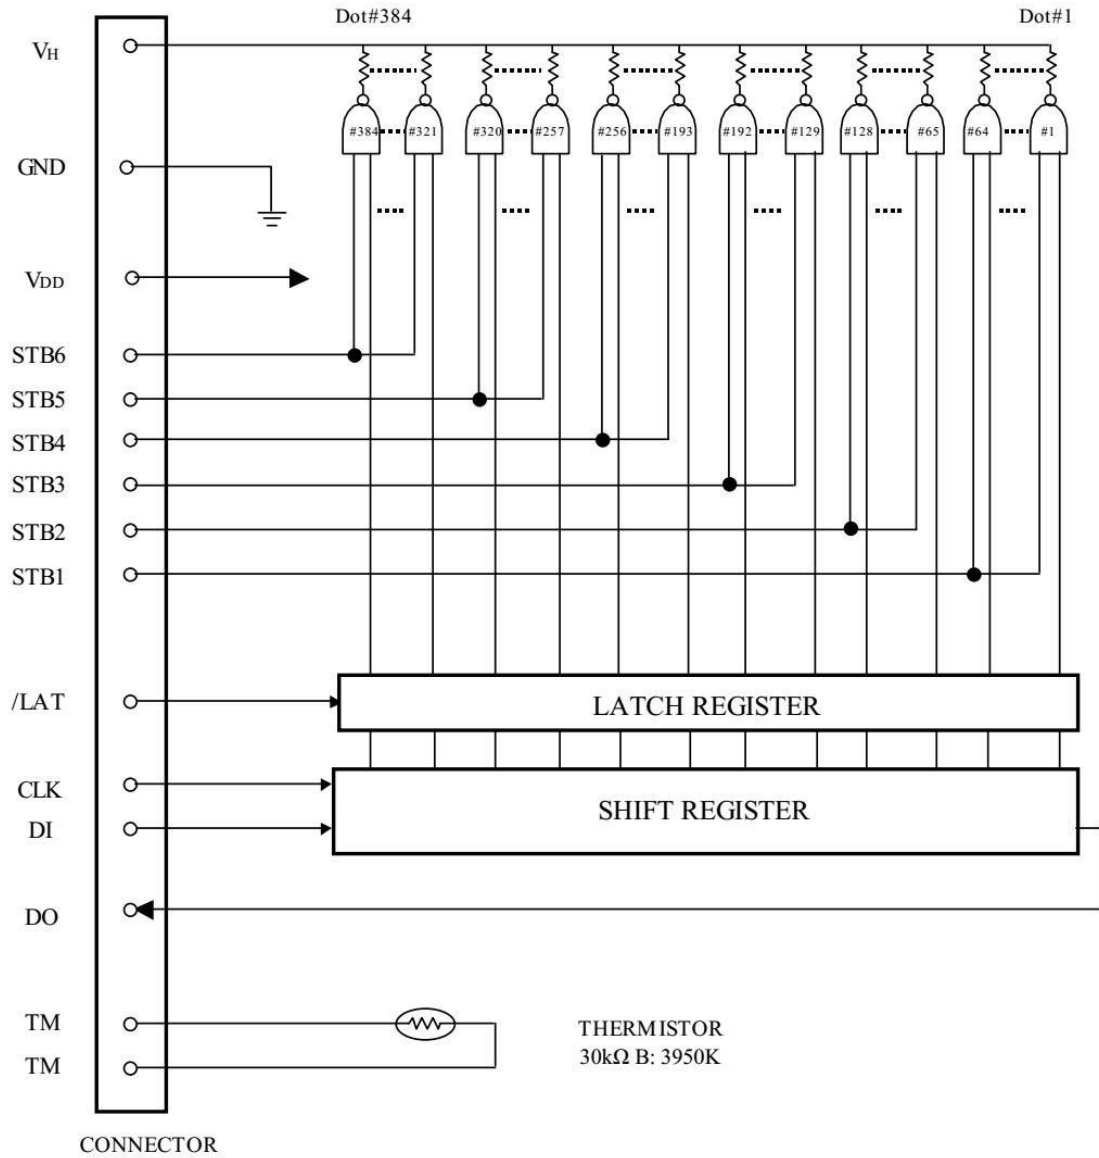 Dot#384 Dot#1
VH
#384 #321 #320 #257 #256 #193 #192 #129 #128 #65 #64 #1
GND
VDD
STB6
STB5
STB4
STB3
STB2
STB1
/LAT
LATCH REGISTER
CLK
SHIFT REGISTER
DI
DO
TM
THERMISTOR
30kΩ B: 3950K
TM
CONNECTOR